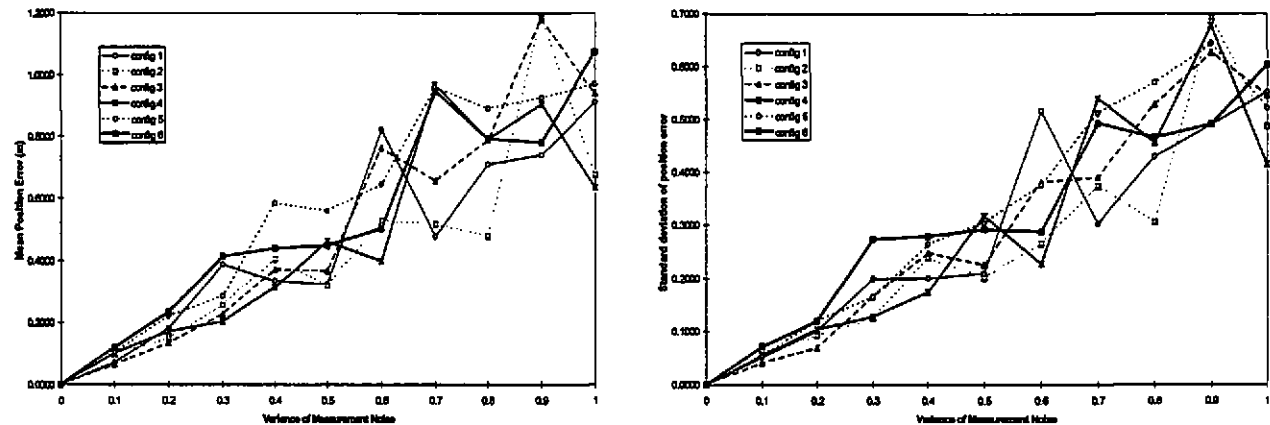 1.2000
1.0000
0.8000
0.6000
0.4000
0.2000
0.0000
Mean Position Error (m)
config 1
config 2
config 3
config 4
config 5
config 6
0 0.1 0.2 0.3 0.4 0.5 0.6 0.7 0.8 0.9 1
Variance of Measurement Noise
0.7000
0.6000
0.5000
0.4000
0.3000
0.2000
0.1000
0.0000
Standard deviation of position error
config 1
config 2
config 3
config 4
config 5
config 6
0 0.1 0.2 0.3 0.4 0.5 0.6 0.7 0.8 0.9 1
Variance of Measurement Noise